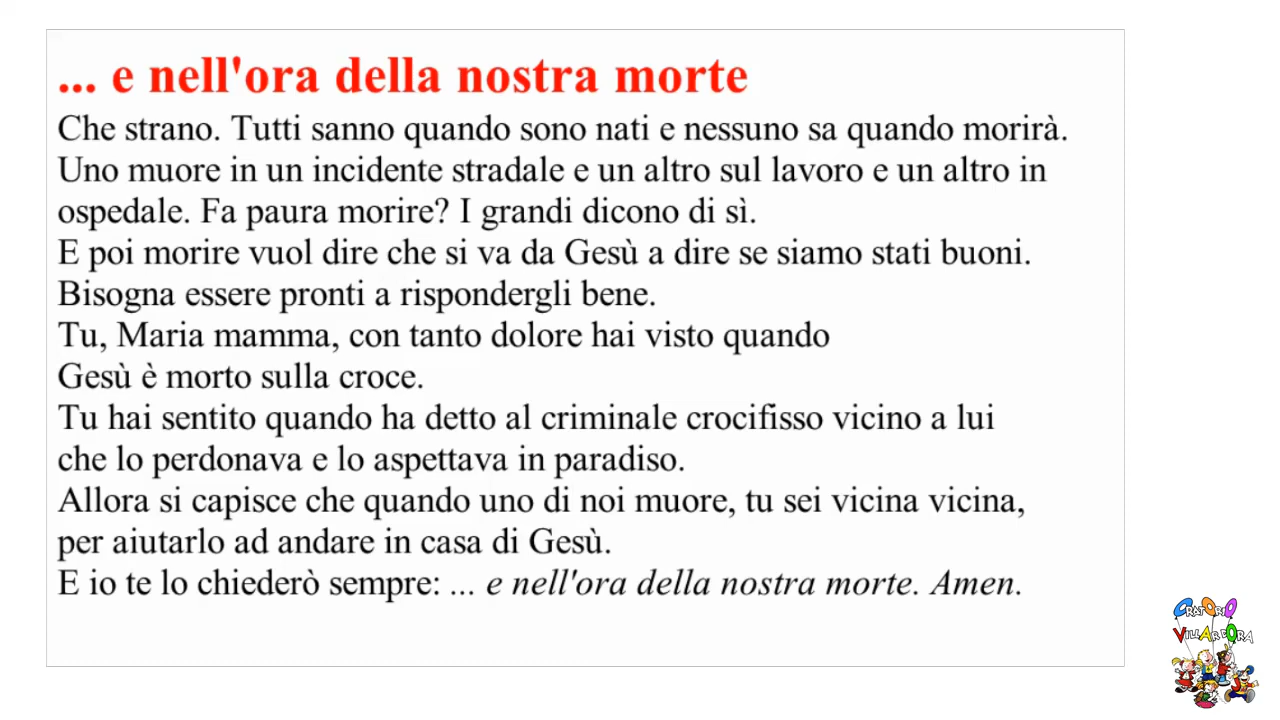 ... e nell'ora della nostra morte
Che strano. Tutti sanno quando sono nati e nessuno sa quando morirà.
Uno muore in un incidente stradale e un altro sul lavoro e un altro in
ospedale. Fa paura morire? I grandi dicono di sì.
E poi morire vuol dire che si va da Gesù a dire se siamo stati buoni.
Bisogna essere pronti a rispondergli bene.
Tu, Maria mamma, con tanto dolore hai visto quando
Gesù è morto sulla croce.
Tu hai sentito quando ha detto al criminale crocifisso vicino a lui
che lo perdonava e lo aspettava in paradiso.
Allora si capisce che quando uno di noi muore, tu sei vicina vicina,
per aiutarlo ad andare in casa di Gesù.
E io te lo chiederò sempre: ... e nell'ora della nostra morte. Amen.
ORATORIO
VILLARDORA